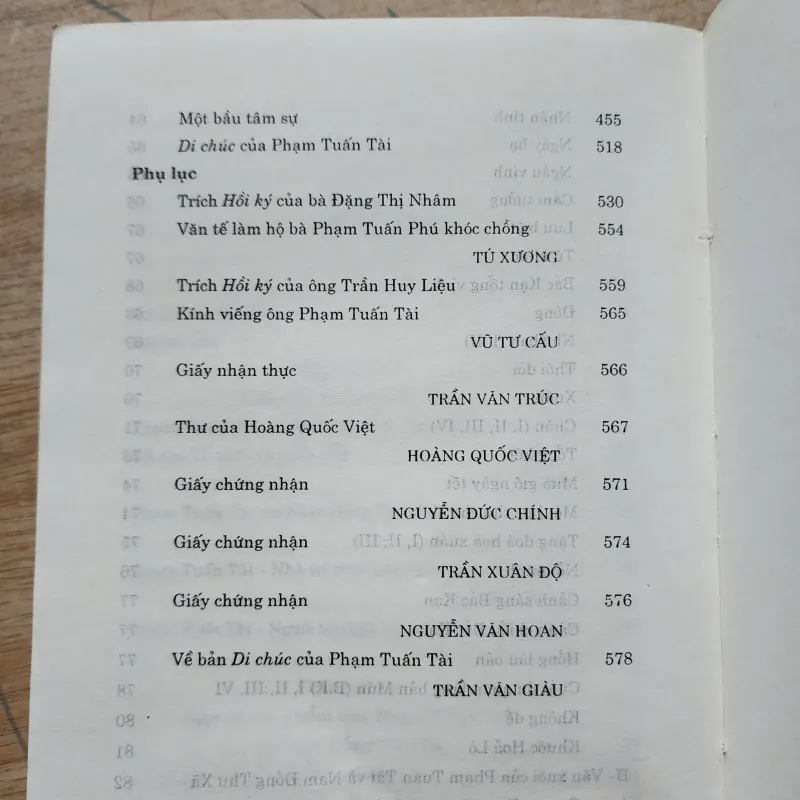 Một bầu tâm sự 455
Di chúc của Phạm Tuấn Tài 518
Phụ lục
Trích Hồi ký của bà Đặng Thị Nhâm 530
Văn tế làm hộ bà Phạm Tuấn Phú khóc chồng 554
TÚ XƯƠNG
Trích Hồi ký của ông Trần Huy Liệu 559
Kính viếng ông Phạm Tuấn Tài 565
VŨ TƯ CẤU
Giấy nhận thực 566
TRẦN VĂN TRÚC
Thư của Hoàng Quốc Việt 567
HOÀNG QUỐC VIỆT
Giấy chứng nhận 571
NGUYỄN ĐỨC CHÍNH
Giấy chứng nhận 574
TRẦN XUÂN ĐỘ
Giấy chứng nhận 576
NGUYỄN VĂN HOAN
Về bản Di chúc của Phạm Tuấn Tài 578
TRẦN VĂN GIÀU